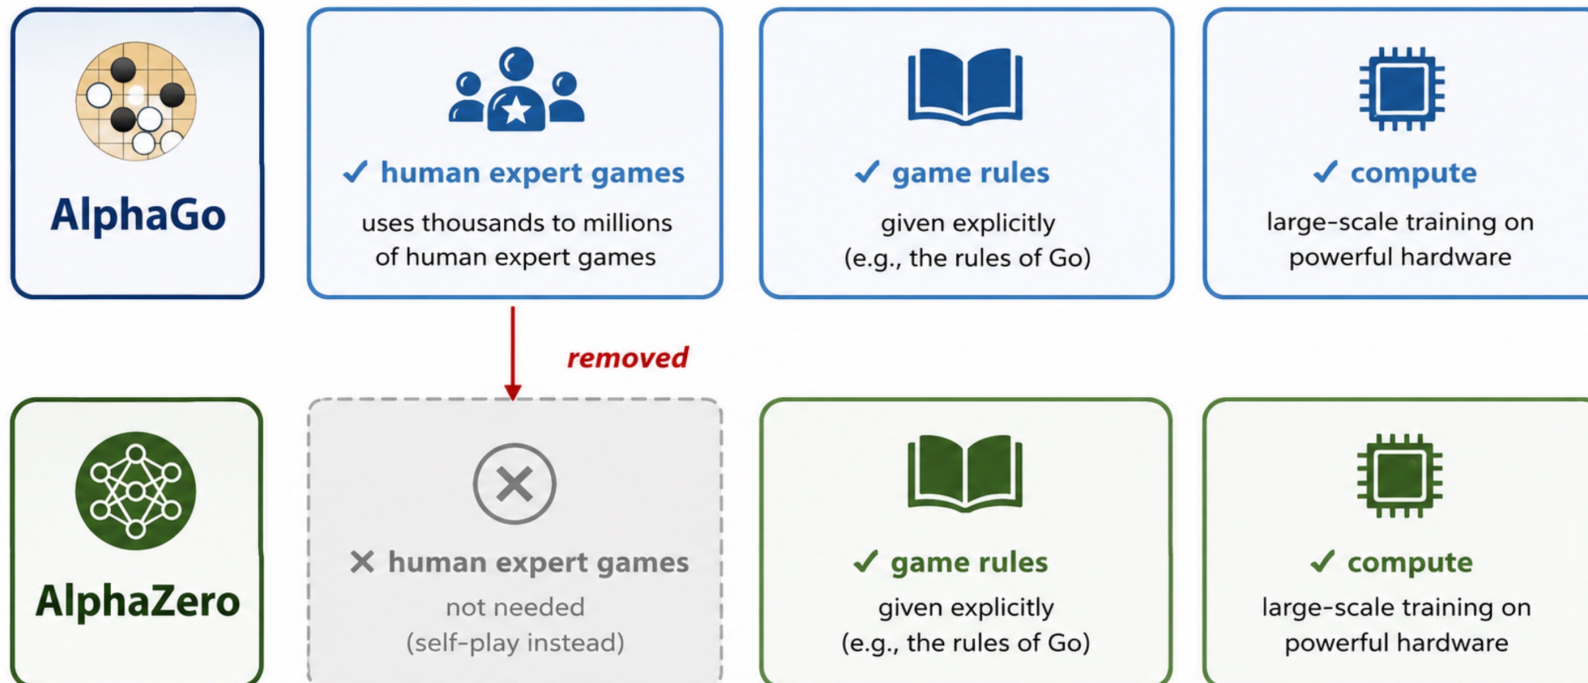 AlphaGo
✓ human expert games
uses thousands to millions
of human expert games
✓ game rules
given explicitly
(e.g., the rules of Go)
✓ compute
large-scale training on
powerful hardware
removed
AlphaZero
✕ human expert games
not needed
(self-play instead)
✓ game rules
given explicitly
(e.g., the rules of Go)
✓ compute
large-scale training on
powerful hardware